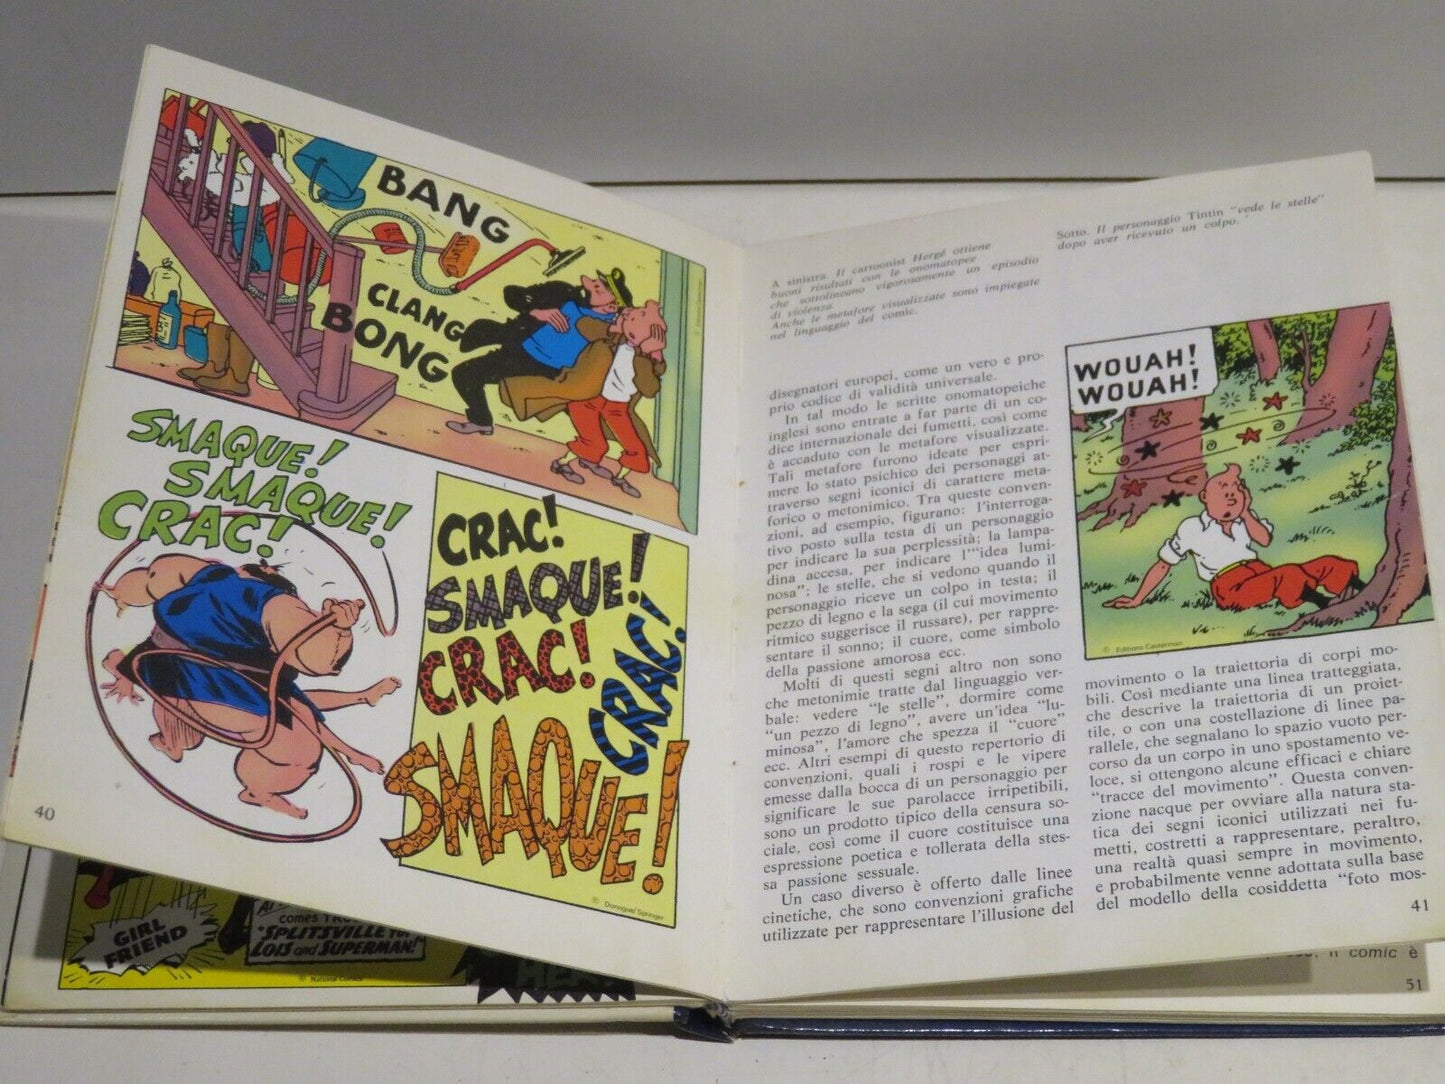 BANG
CLANG
BONG
SMAQUE!
SMAQUE!
CRAC!
CRAC!
SMAQUE!
CRAC!
CRAC!
SMAQUE!
© Donogue/ Springer
40
GIRL
FRIEND
comes
"SPLITSVILLE
LOIS and SUPERMAN!"
© National Comics
A sinistra. Il cartoonist Hergé ottiene
buoni risultati con le onomatopee
che sottolineano vigorosamente un episodio
di violenza.
Anche le metafore visualizzate sono impiegate
nel linguaggio del comic.
disegnatori europei, come un vero e pro-
prio codice di validità universale.
In tal modo le scritte onomatopeiche
inglesi sono entrate a far parte di un co-
dice internazionale dei fumetti, così come
è accaduto con le metafore visualizzate.
Tali metafore furono ideate per espri-
mere lo stato psichico dei personaggi at-
traverso segni iconici di carattere meta-
forico o metonimico. Tra queste conven-
zioni, ad esempio, figurano: l'interroga-
tivo posto sulla testa di un personaggio
per indicare la sua perplessità; la lampa-
dina accesa, per indicare l'"idea lumi-
nosa"; le stelle, che si vedono quando il
personaggio riceve un colpo in testa; il
pezzo di legno e la sega (il cui movimento
ritmico suggerisce il russare), per rappre-
sentare il sonno; il cuore, come simbolo
della passione amorosa ecc.
Molti di questi segni altro non sono
che metonimie tratte dal linguaggio ver-
bale: vedere "le stelle", dormire come
"un pezzo di legno", avere un'idea "lu-
minosa", l'amore che spezza il "cuore"
ecc. Altri esempi di questo repertorio di
convenzioni, quali i rospi e le vipere
emesse dalla bocca di un personaggio per
significare le sue parolacce irripetibili,
sono un prodotto tipico della censura so-
ciale, così come il cuore costituisce una
espressione poetica e tollerata della stes-
sa passione sessuale.
Un caso diverso è offerto dalle linee
cinetiche, che sono convenzioni grafiche
utilizzate per rappresentare l'illusione del
Sotto. Il personaggio Tintin "vede le stelle"
dopo aver ricevuto un colpo.
WOUAH!
WOUAH!
© Editions Casterman
movimento o la traiettoria di corpi mo-
bili. Così mediante una linea tratteggiata,
che descrive la traiettoria di un proiet-
tile, o con una costellazione di linee pa-
rallele, che segnalano lo spazio vuoto per-
corso da un corpo in uno spostamento ve-
loce, si ottengono alcune efficaci e chiare
"tracce del movimento". Questa conven-
zione nacque per ovviare alla natura sta-
tica dei segni iconici utilizzati nei fu-
metti, costretti a rappresentare, peraltro,
una realtà quasi sempre in movimento,
e probabilmente venne adottata sulla base
del modello della cosiddetta "foto mos-
41
il comic è
51